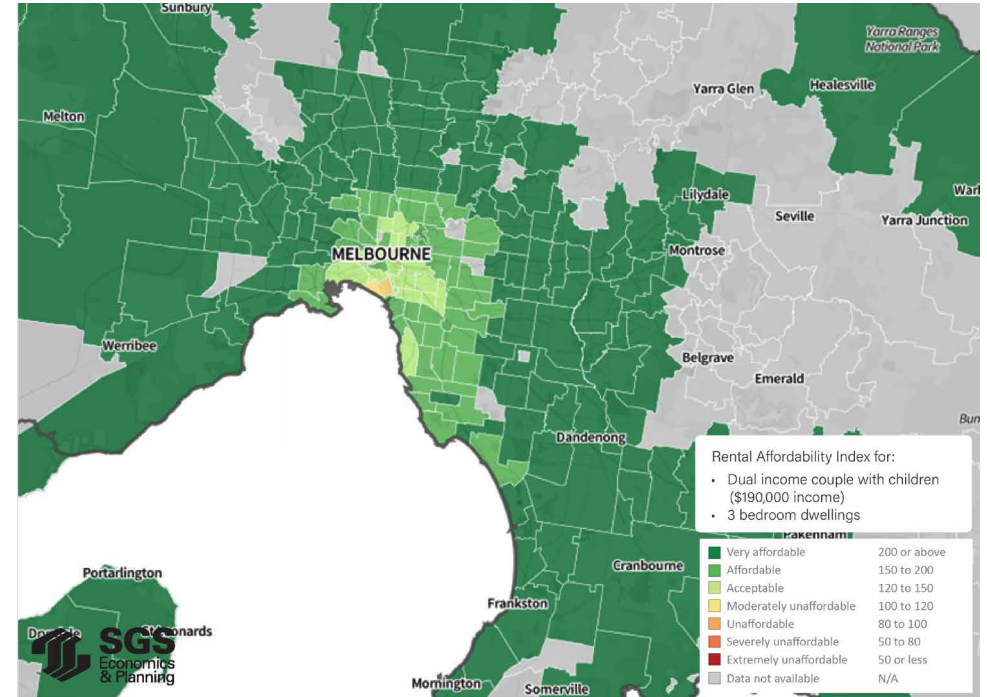 Sunbury
Yarra Ranges
National Park
Yarra Glen
Healesville
Melton
Lilydale
Seville
Yarra Junction
MELBOURNE
Montrose
Werribee
Belgrave
Emerald
Dandenong
Rental Affordability Index for:
• Dual income couple with children
($190,000 income)
• 3 bedroom dwellings
Pakenham
Very affordable 200 or above
Affordable 150 to 200
Acceptable 120 to 150
Moderately unaffordable 100 to 120
Unaffordable 80 to 100
Severely unaffordable 50 to 80
Extremely unaffordable 50 or less
Data not available N/A
Cranbourne
Portarlington
Frankston
SGS
Economics
& Planning
Mornington
Somerville